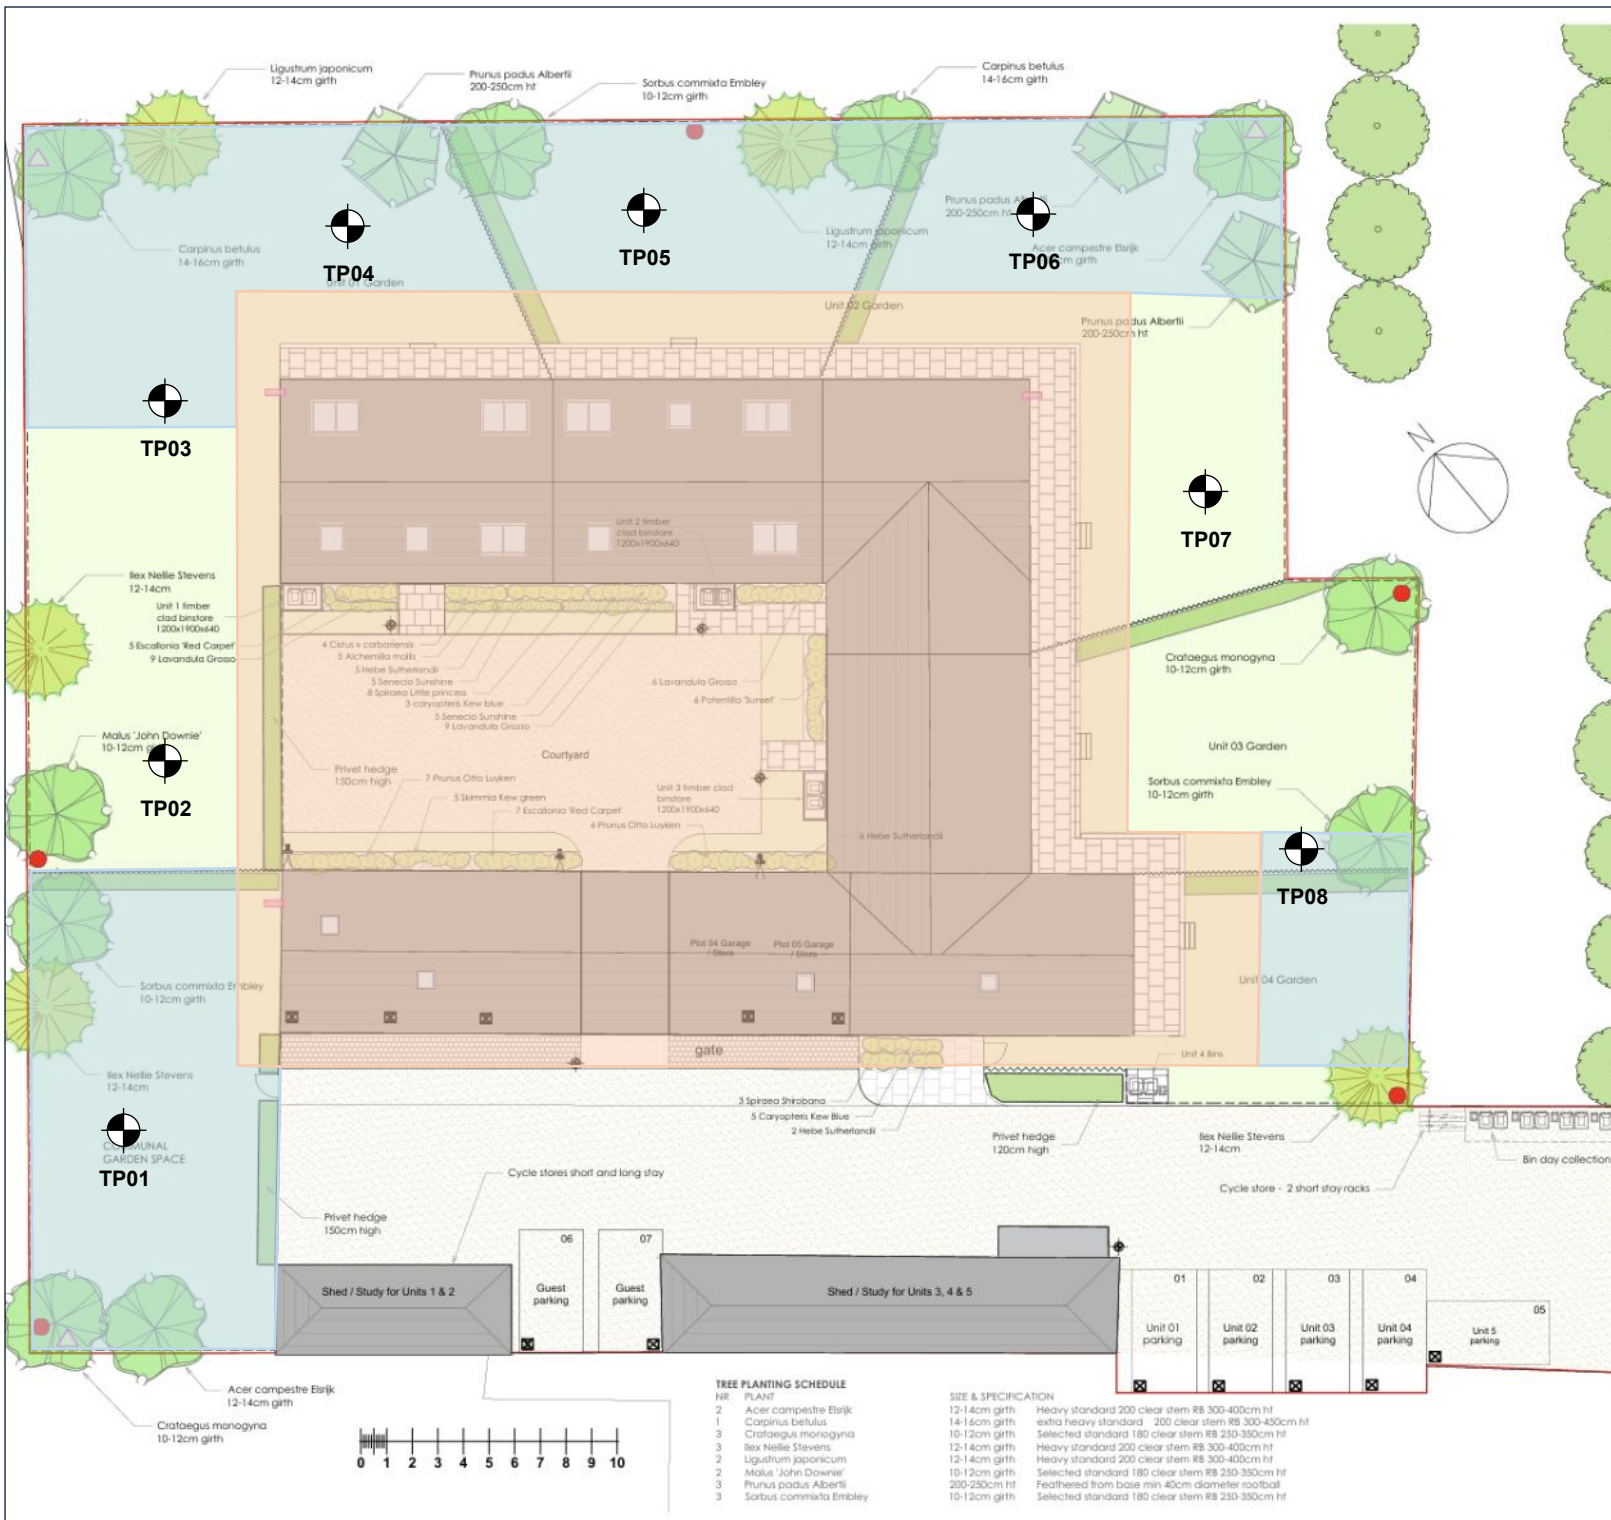 Ligustrum japonicum
12-14cm girth
Prunus padus Albertii
200-250cm ht
Sorbus commixta Embley
10-12cm girth
Carpinus betulus
14-16cm girth
Carpinus betulus
14-16cm girth
TP04
Unit 01 Garden
TP05
Ligustrum japonicum
12-14cm girth
Prunus padus
200-250cm ht
TP06
Acer campestre Elsrijk
girth
Unit 02 Garden
Prunus padus Albertii
200-250cm ht
TP03
N
TP07
Unit 2 timber
clad binstore
1200x1900x640
Ilex Nellie Stevens
12-14cm
Unit 1 timber
clad binstore
1200x1900x640
5 Escallonia 'Red Carpet'
9 Lavandula Grosso
4 Cistus x corbariensis
5 Alchemilla mollis
5 Hebe Sutherlandii
5 Senecio Sunshine
8 Spiraea Little princess
3 caryopteris Kew blue
5 Senecio Sunshine
9 Lavandula Grosso
6 Lavandula Grosso
6 Potentilla 'Sunset'
Crataegus monogyna
10-12cm girth
Malus 'John Downie'
10-12cm
TP02
Courtyard
Privet hedge
150cm high
7 Prunus Otto Luyken
5 Skimmia Kew green
7 Escallonia 'Red Carpet'
6 Prunus Otto Luyken
Unit 3 timber clad
binstore
1200x1900x640
6 Hebe Sutherlandii
Unit 03 Garden
Sorbus commixta Embley
10-12cm girth
TP08
Sorbus commixta Embley
10-12cm girth
Plot 04 Garage
/ Store
Plot 05 Garage
/ Store
Unit 04 Garden
gate
Unit 4 Bins
Ilex Nellie Stevens
12-14cm
3 Spiraea Shirobana
5 Caryopteris Kew Blue
2 Hebe Sutherlandii
Privet hedge
120cm high
Ilex Nellie Stevens
12-14cm
COMMUNAL
GARDEN SPACE
TP01
Bin day collection
Cycle store - 2 short stay racks
Cycle stores short and long stay
Privet hedge
150cm high
06
07
Guest
parking
Guest
parking
Shed / Study for Units 1 & 2
Shed / Study for Units 3, 4 & 5
01
02
03
04
05
Unit 01
parking
Unit 02
parking
Unit 03
parking
Unit 04
parking
Unit 5
parking
Acer campestre Elsrijk
12-14cm girth
Crataegus monogyna
10-12cm girth
0 1 2 3 4 5 6 7 8 9 10
TREE PLANTING SCHEDULE
NR PLANT SIZE & SPECIFICATION
2 Acer campestre Elsrijk 12-14cm girth Heavy standard 200 clear stem RB 300-400cm ht
1 Carpinus betulus 14-16cm girth extra heavy standard 200 clear stem RB 300-450cm ht
3 Crataegus monogyna 10-12cm girth Selected standard 180 clear stem RB 250-350cm ht
3 Ilex Nellie Stevens 12-14cm girth Heavy standard 200 clear stem RB 300-400cm ht
2 Ligustrum japonicum 12-14cm girth Heavy standard 200 clear stem RB 300-400cm ht
2 Malus 'John Downie' 10-12cm girth Selected standard 180 clear stem RB 250-350cm ht
3 Prunus padus Albertii 200-250cm ht Feathered from base min 40cm diameter rootball
3 Sorbus commixta Embley 10-12cm girth Selected standard 180 clear stem RB 250-350cm ht